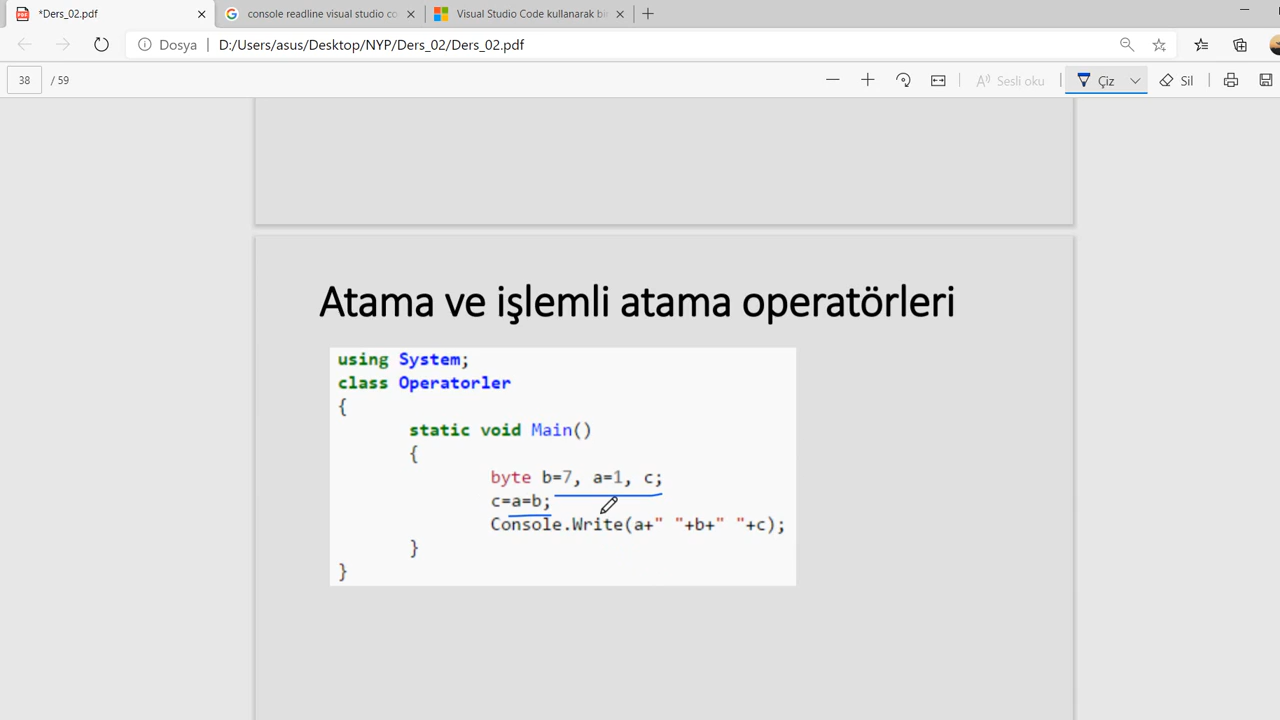 *Ders_02.pdf
console readline visual studio co
Visual Studio Code kullanarak bir
Dosya
D:/Users/asus/Desktop/NYP/Ders_02/Ders_02.pdf
38 / 59
Sesli oku
Çiz
Sil
Atama ve işlemli atama operatörleri
using System;
class Operatorler
{
static void Main()
{
byte b=7, a=1, c;
c=a=b;
Console.Write(a+" "+b+" "+c);
}
}